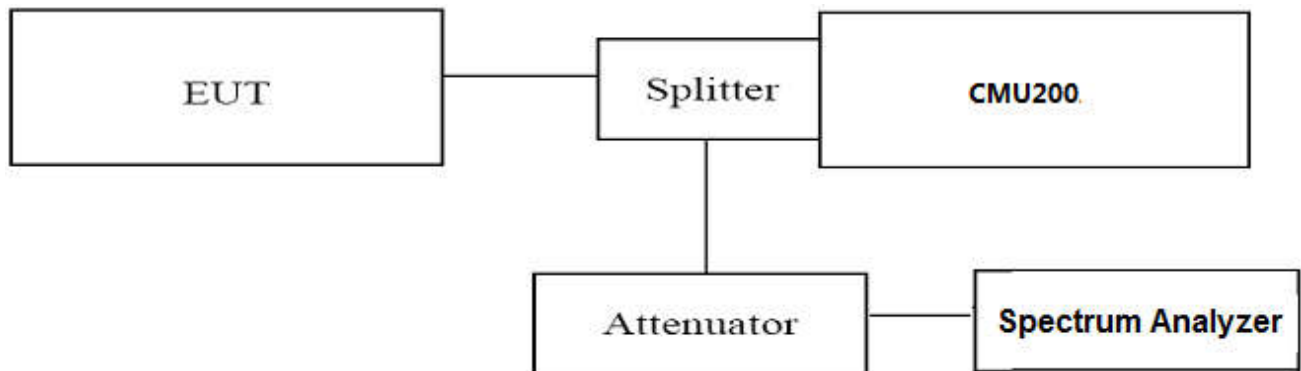 EUT
Splitter
CMU200.
Attenuator
Spectrum Analyzer